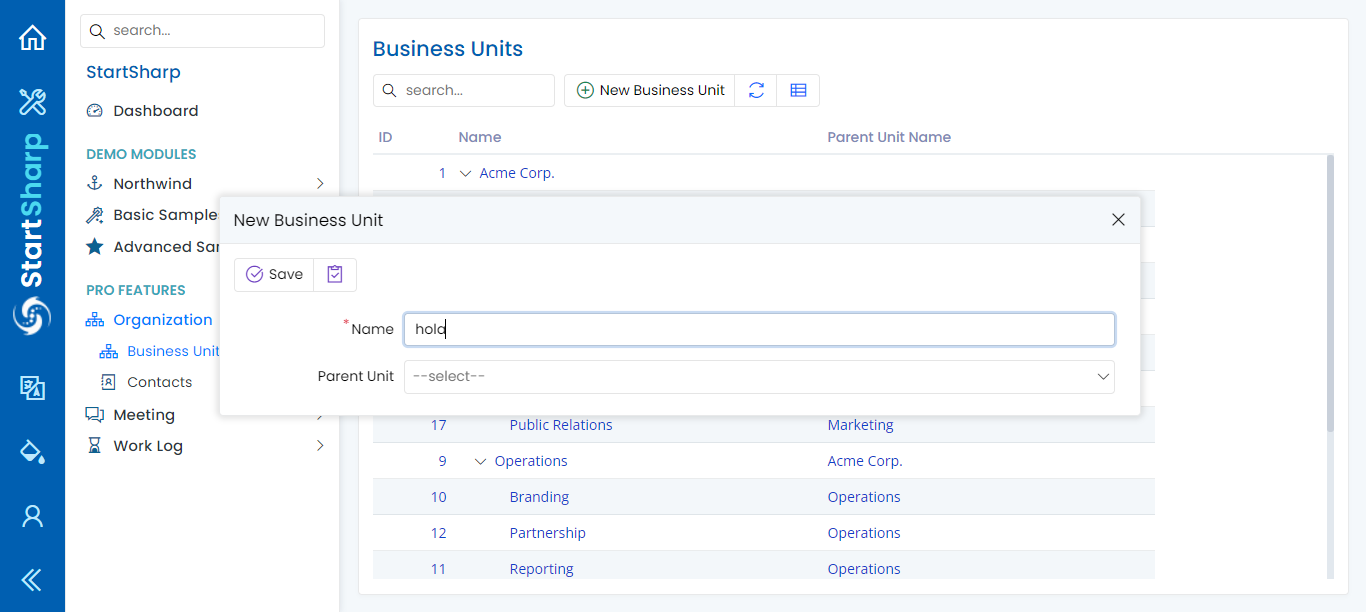 search...
StartSharp
Dashboard
DEMO MODULES
Northwind
Basic Sample
Advanced Sar
PRO FEATURES
Organization
Business Unit
Contacts
Meeting
Work Log
StartSharp
Business Units
search...
New Business Unit
ID Name Parent Unit Name
1 Acme Corp.
New Business Unit
Save
* Name hola
Parent Unit --select--
17 Public Relations Marketing
9 Operations Acme Corp.
10 Branding Operations
12 Partnership Operations
11 Reporting Operations